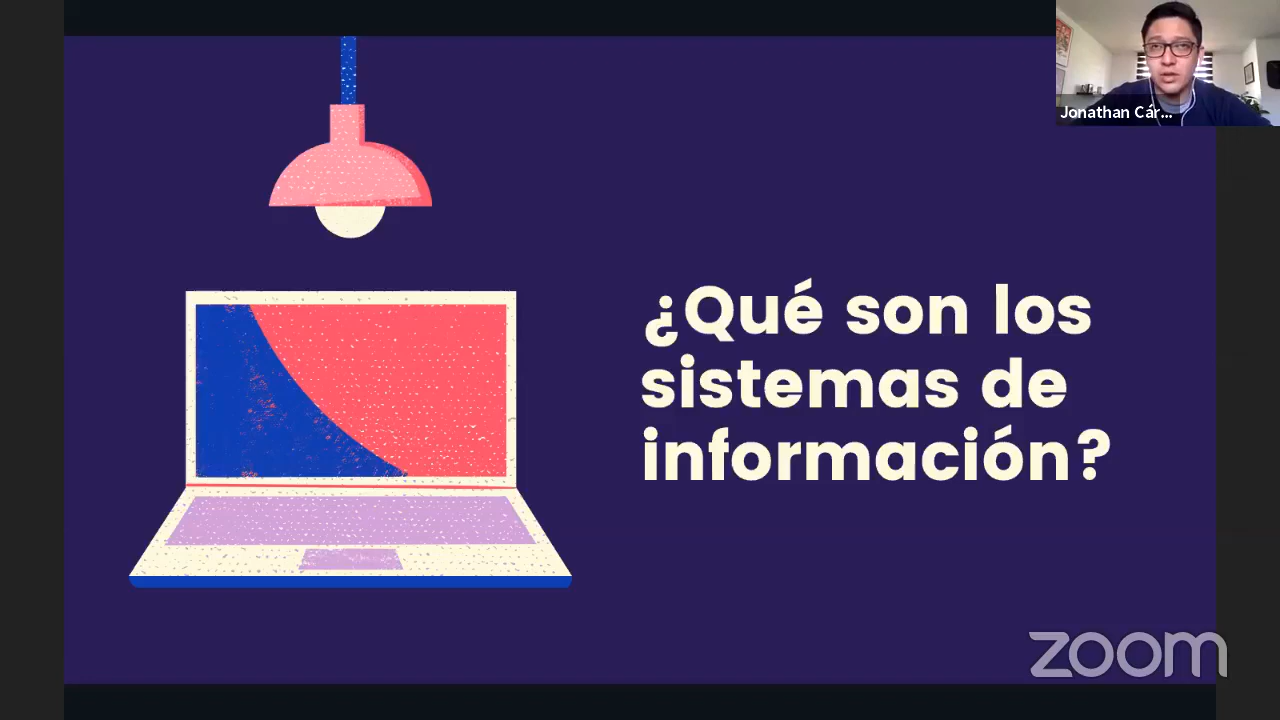 Jonathan Cár...
¿Qué son los
sistemas de
información?
zoom